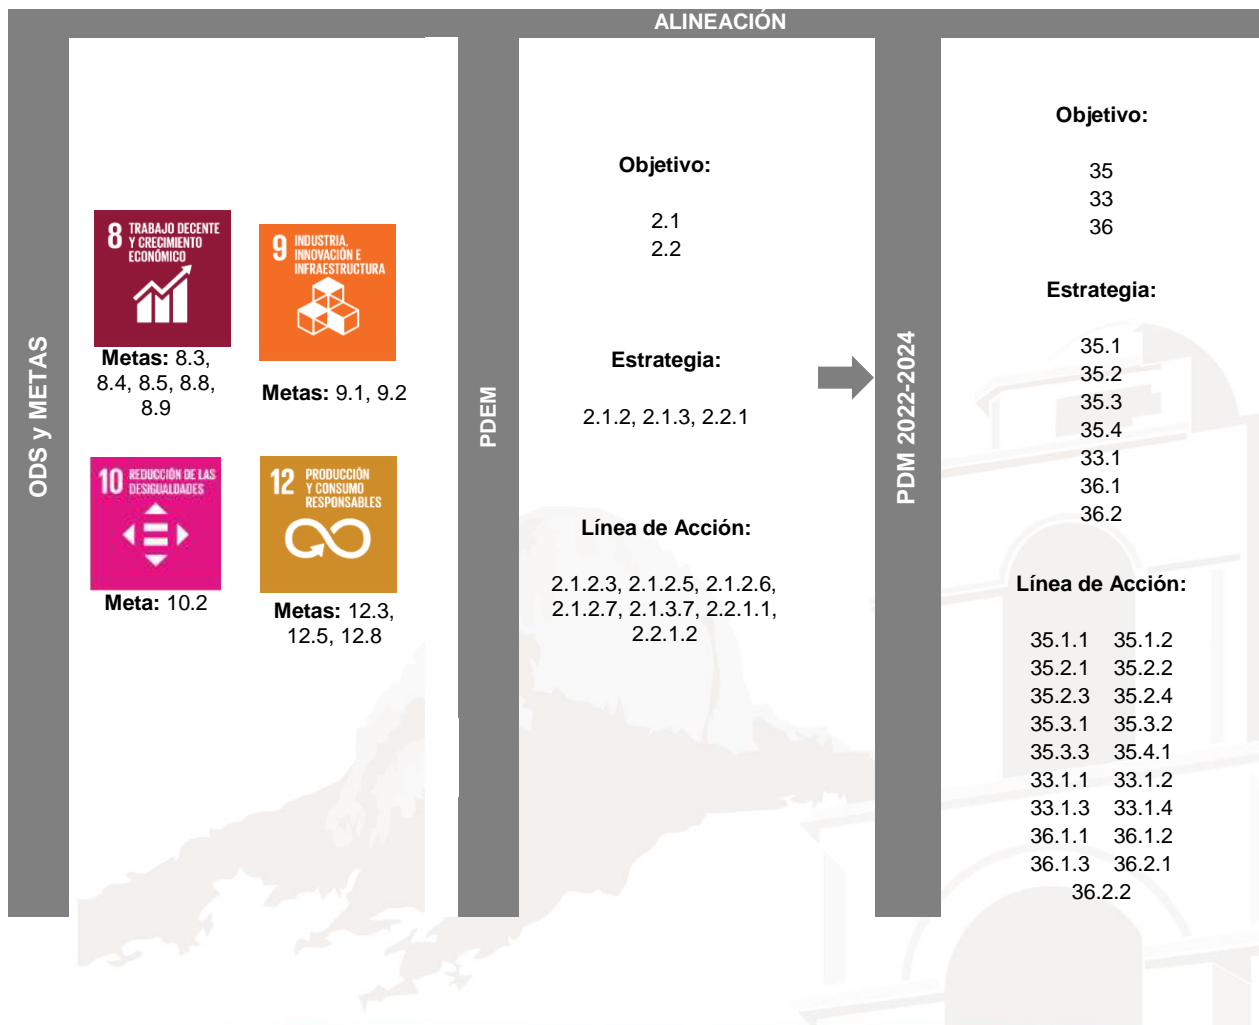 ALINEACIÓN
ODS y METAS
8 TRABAJO DECENTE
Y CRECIMIENTO
ECONÓMICO
Metas: 8.3,
8.4, 8.5, 8.8,
8.9
9 INDUSTRIA,
INNOVACIÓN E
INFRAESTRUCTURA
Metas: 9.1, 9.2
10 REDUCCIÓN DE LAS
DESIGUALDADES
Meta: 10.2
12 PRODUCCIÓN
Y CONSUMO
RESPONSABLES
Metas: 12.3,
12.5, 12.8
PDEM
Objetivo:
2.1
2.2
Estrategia:
2.1.2, 2.1.3, 2.2.1
Línea de Acción:
2.1.2.3, 2.1.2.5, 2.1.2.6,
2.1.2.7, 2.1.3.7, 2.2.1.1,
2.2.1.2
PDM 2022-2024
Objetivo:
35
33
36
Estrategia:
35.1
35.2
35.3
35.4
33.1
36.1
36.2
Línea de Acción:
35.1.1 35.1.2
35.2.1 35.2.2
35.2.3 35.2.4
35.3.1 35.3.2
35.3.3 35.4.1
33.1.1 33.1.2
33.1.3 33.1.4
36.1.1 36.1.2
36.1.3 36.2.1
36.2.2